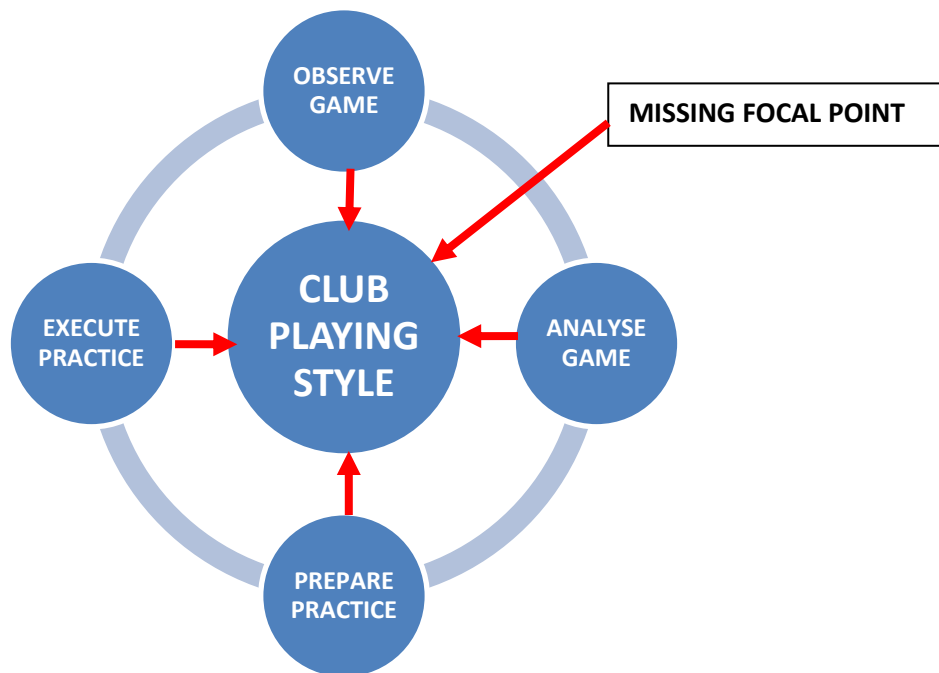 OBSERVE
GAME
MISSING FOCAL POINT
CLUB
PLAYING
STYLE
EXECUTE
PRACTICE
ANALYSE
GAME
PREPARE
PRACTICE